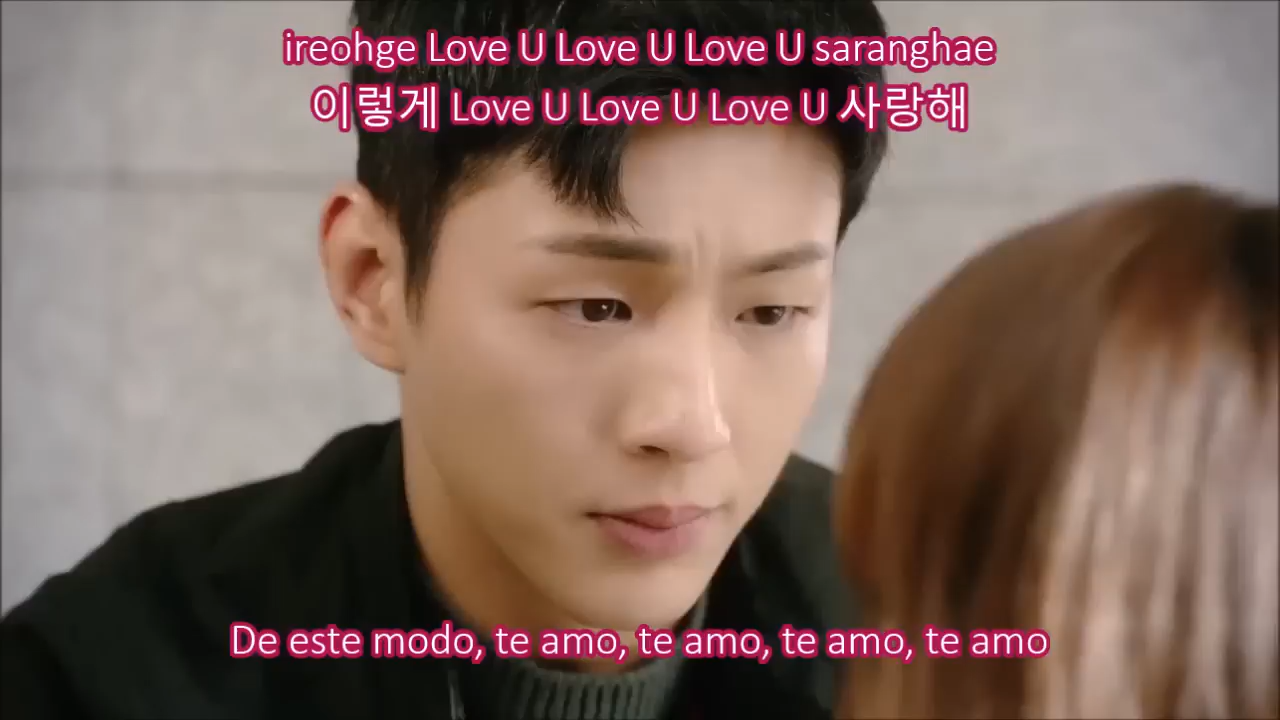 ireohge Love U Love U Love U saranghae
이렇게 Love U Love U Love U 사랑해
De este modo, te amo, te amo, te amo, te amo